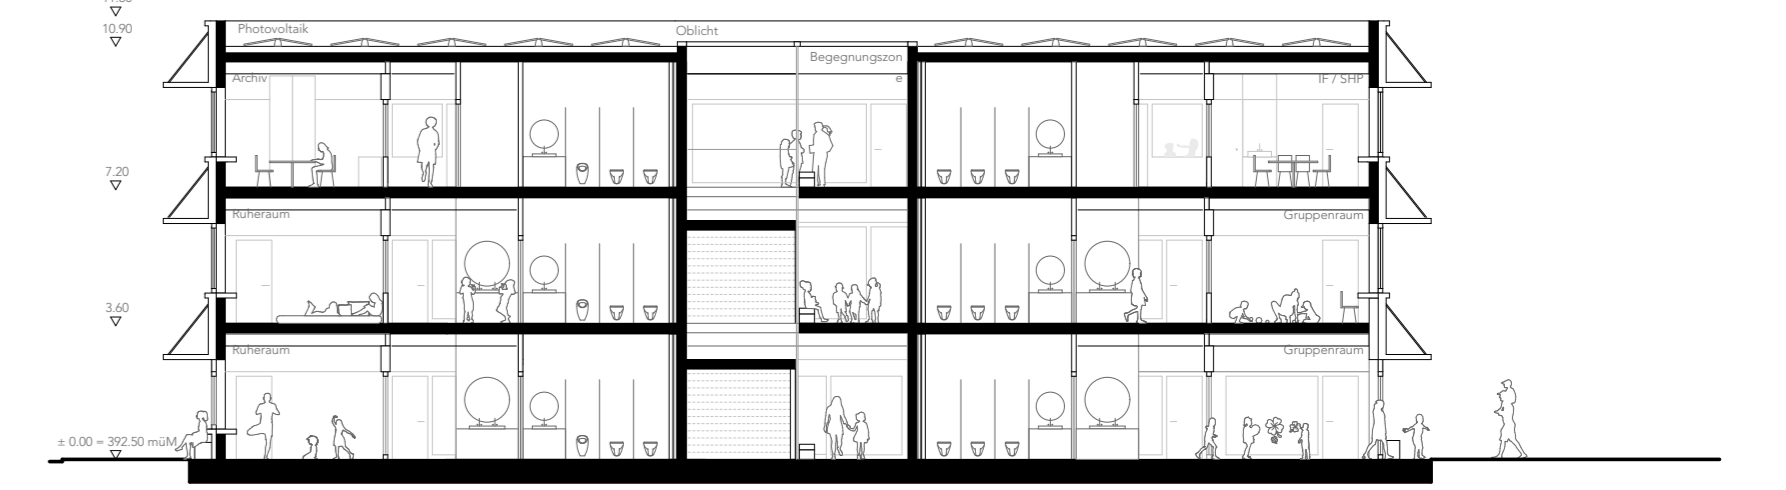 10.90
Photovoltaik
Oblicht
Begegnungszon
e
Archiv
IF / SHP
7.20
Ruheraum
Gruppenraum
3.60
Ruheraum
Gruppenraum
± 0.00 = 392.50 müM